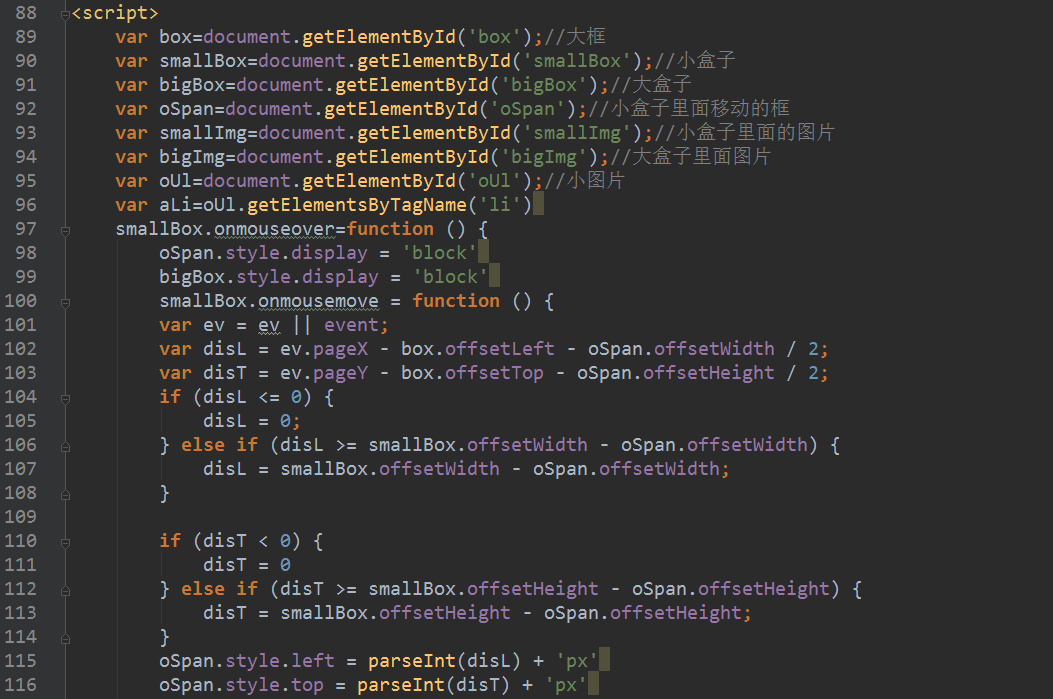 88 <script>
89 var box=document.getElementById('box');//大框
90 var smallBox=document.getElementById('smallBox');//小盒子
91 var bigBox=document.getElementById('bigBox');//大盒子
92 var oSpan=document.getElementById('oSpan');//小盒子里面移动的框
93 var smallImg=document.getElementById('smallImg');//小盒子里面的图片
94 var bigImg=document.getElementById('bigImg');//大盒子里面图片
95 var oUl=document.getElementById('oUl');//小图片
96 var aLi=oUl.getElementsByTagName('li')
97 smallBox.onmouseover=function () {
98 oSpan.style.display = 'block'
99 bigBox.style.display = 'block'
100 smallBox.onmousemove = function () {
101 var ev = ev || event;
102 var disL = ev.pageX - box.offsetLeft - oSpan.offsetWidth / 2;
103 var disT = ev.pageY - box.offsetTop - oSpan.offsetHeight / 2;
104 if (disL <= 0) {
105 disL = 0;
106 } else if (disL >= smallBox.offsetWidth - oSpan.offsetWidth) {
107 disL = smallBox.offsetWidth - oSpan.offsetWidth;
108 }
109
110 if (disT < 0) {
111 disT = 0
112 } else if (disT >= smallBox.offsetHeight - oSpan.offsetHeight) {
113 disT = smallBox.offsetHeight - oSpan.offsetHeight;
114 }
115 oSpan.style.left = parseInt(disL) + 'px'
116 oSpan.style.top = parseInt(disT) + 'px'